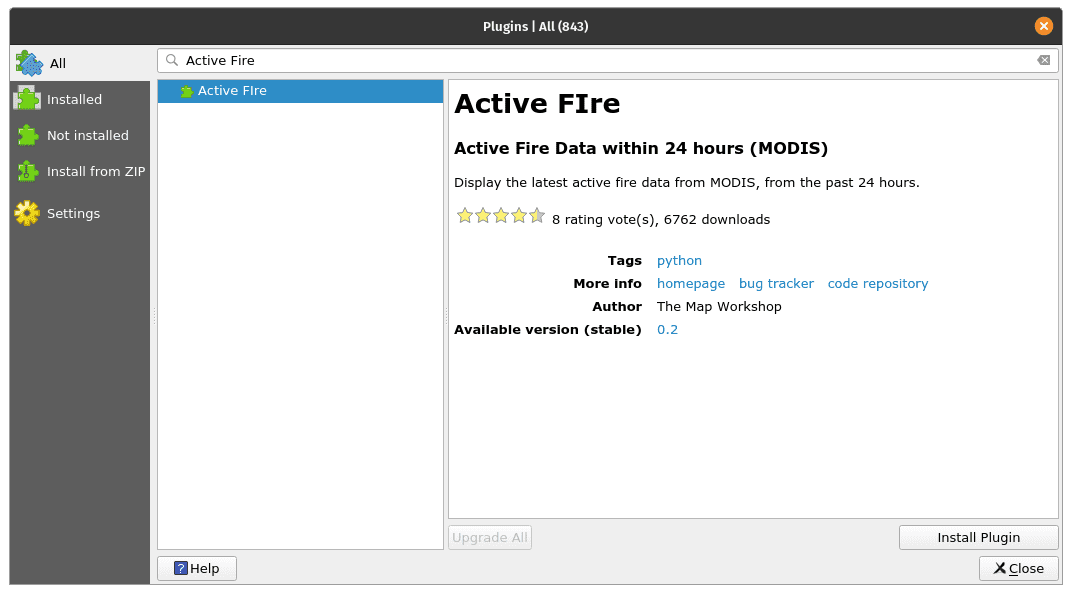 Plugins | All (843)
All
Installed
Not installed
Install from ZIP
Settings
Active Fire
Active FIre
Active FIre
Active Fire Data within 24 hours (MODIS)
Display the latest active fire data from MODIS, from the past 24 hours.
8 rating vote(s), 6762 downloads
Tags python
More info homepage bug tracker code repository
Author The Map Workshop
Available version (stable) 0.2
Upgrade All
Install Plugin
? Help
Close